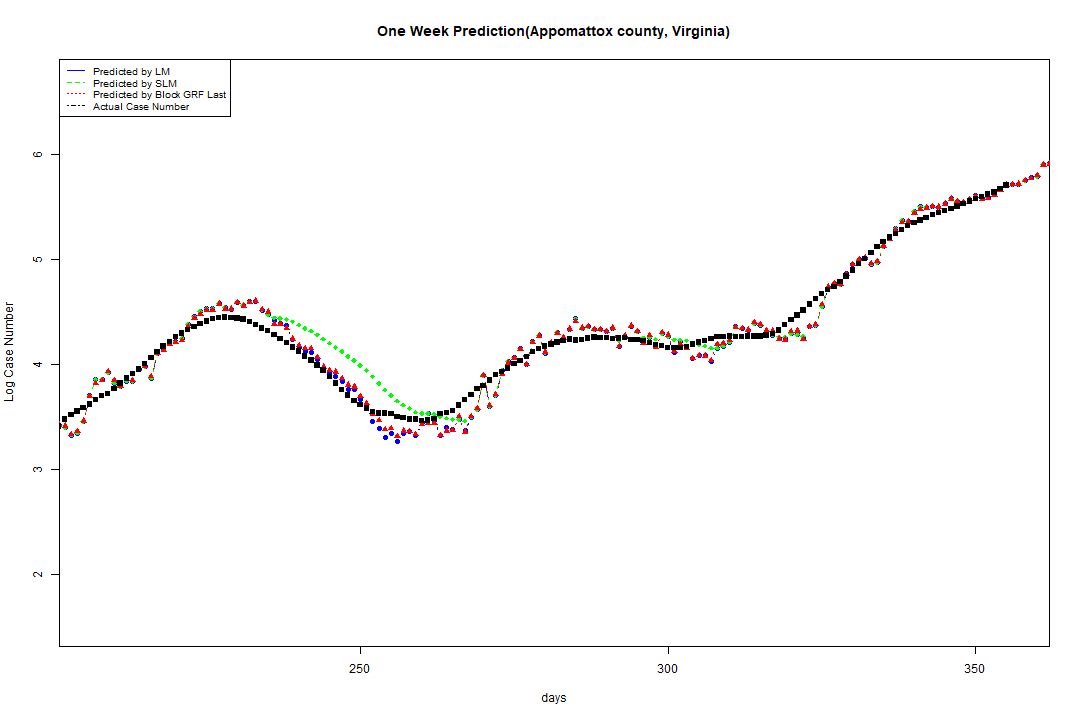 One Week Prediction(Appomattox county, Virginia)
Predicted by LM
Predicted by SLM
Predicted by Block GRF Last
Actual Case Number
6
5
4
3
2
Log Case Number
250
300
350
days